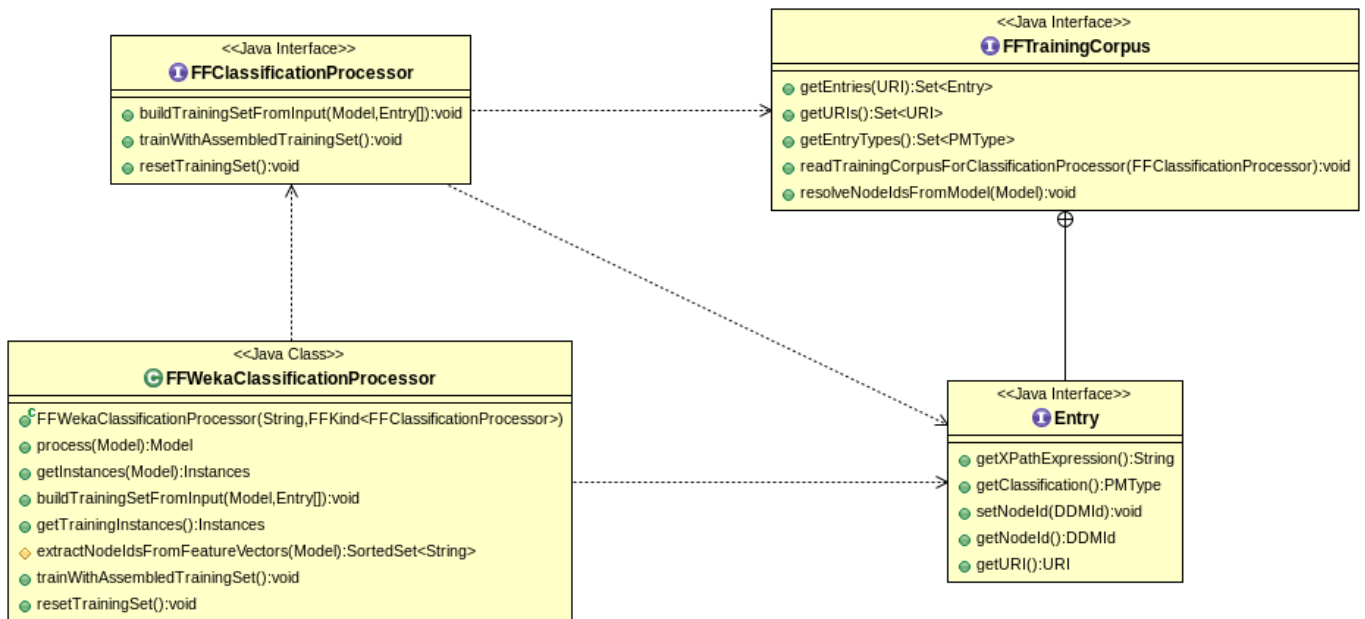 <<Java Interface>>
FFClassificationProcessor
buildTrainingSetFromInput(Model,Entry[]):void
trainWithAssembledTrainingSet():void
resetTrainingSet():void
<<Java Interface>>
FFTrainingCorpus
getEntries(URI):Set<Entry>
getURIs():Set<URI>
getEntryTypes():Set<PMType>
readTrainingCorpusForClassificationProcessor(FFClassificationProcessor):void
resolveNodeIdsFromModel(Model):void
<<Java Class>>
FFWekaClassificationProcessor
FFWekaClassificationProcessor(String,FFKind<FFClassificationProcessor>)
process(Model):Model
getInstances(Model):Instances
buildTrainingSetFromInput(Model,Entry[]):void
getTrainingInstances():Instances
extractNodeIdsFromFeatureVectors(Model):SortedSet<String>
trainWithAssembledTrainingSet():void
resetTrainingSet():void
<<Java Interface>>
Entry
getXPathExpression():String
getClassification():PMType
setNodeId(DDMId):void
getNodeId():DDMId
getURI():URI